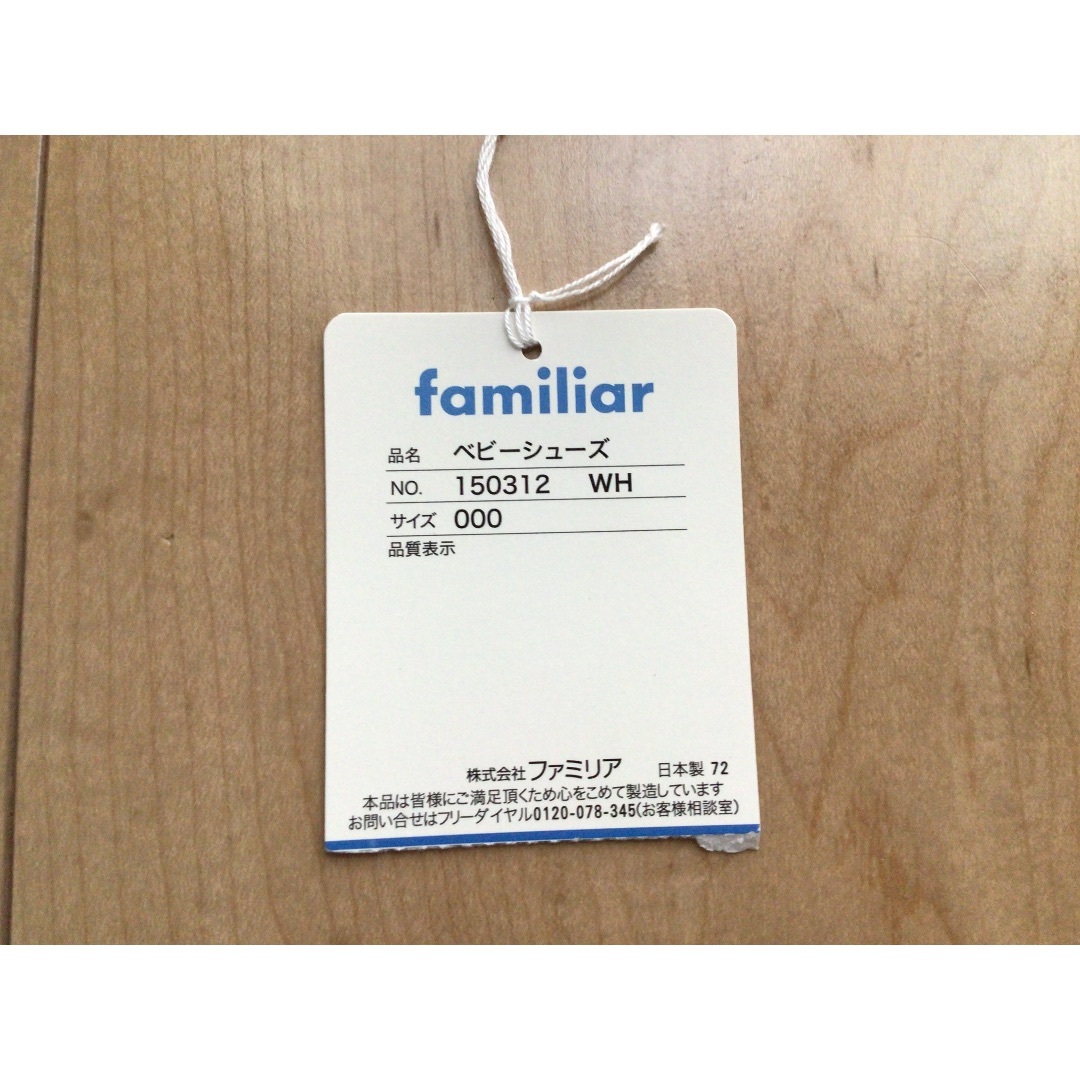 familiar
品名 ベビーシューズ
NO. 150312 WH
サイズ 000
品質表示
株式会社ファミリア 日本製 72
本品は皆様にご満足頂くため心をこめて製造しています
お問い合せはフリーダイヤル0120-078-345(お客様相談室)